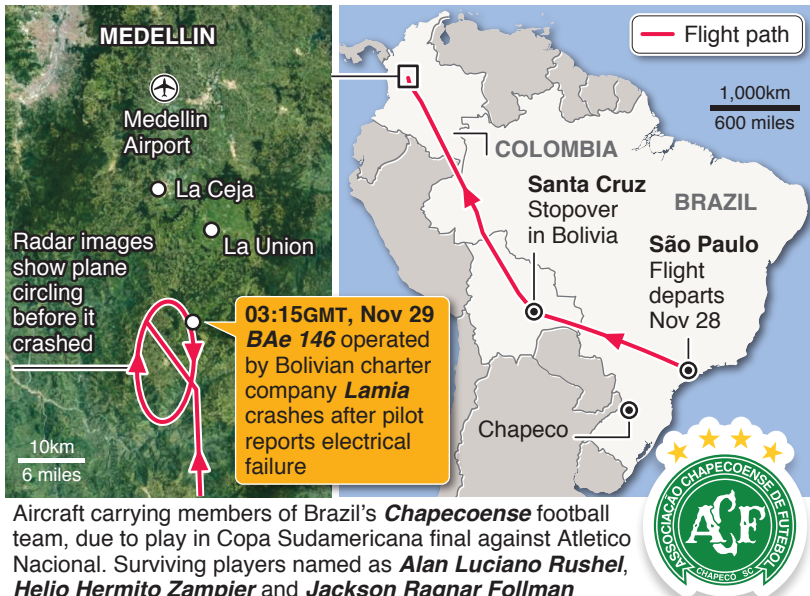 MEDELLIN
Medellin
Airport
La Ceja
La Union
Radar images
show plane
circling
before it
crashed
03:15GMT, Nov 29
BAe 146 operated
by Bolivian charter
company Lamia
crashes after pilot
reports electrical
failure
10km
6 miles
Flight path
1,000km
600 miles
COLOMBIA
BRAZIL
Santa Cruz
Stopover
in Bolivia
São Paulo
Flight
departs
Nov 28
Chapeco
ASSOCIAÇÃO CHAPECOENSE DE FUTEBOL
ACF
CHAPECO SC
Aircraft carrying members of Brazil's Chapecoense football
team, due to play in Copa Sudamericana final against Atletico
Nacional. Surviving players named as Alan Luciano Rushel,
Helio Hermito Zampier and Jackson Ragnar Follman